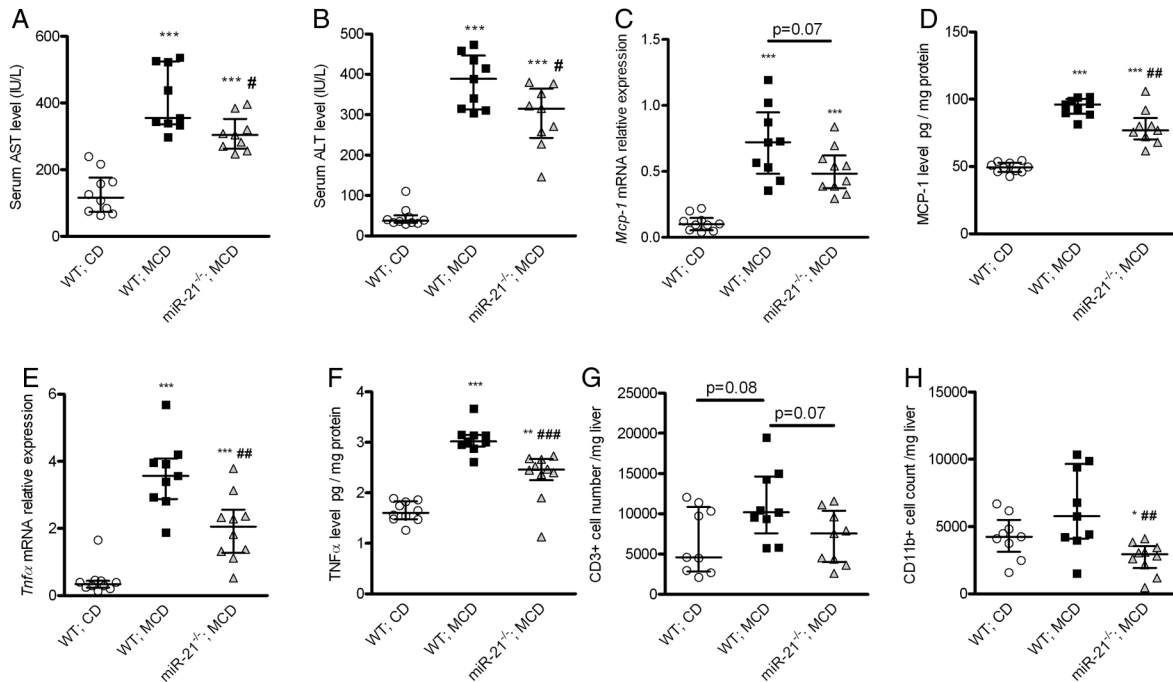 A
Serum AST level (IU/L)
600
400
200
0
***
*** #
WT; CD
WT; MCD
miR-21-/-; MCD
B
Serum ALT level (IU/L)
500
400
300
200
100
0
***
*** #
WT; CD
WT; MCD
miR-21-/-; MCD
C
Mcp-1 mRNA relative expression
1.5
1.0
0.5
0.0
p=0.07
***
***
WT; CD
WT; MCD
miR-21-/-; MCD
D
MCP-1 level pg / mg protein
150
100
50
0
***
*** ##
WT; CD
WT; MCD
miR-21-/-; MCD
E
Tnfα mRNA relative expression
6
4
2
0
***
*** ##
WT; CD
WT; MCD
miR-21-/-; MCD
F
TNFα level pg / mg protein
4
3
2
1
0
***
** ###
WT; CD
WT; MCD
miR-21-/-; MCD
G
CD3+ cell number /mg liver
25000
20000
15000
10000
5000
0
p=0.08
p=0.07
WT; CD
WT; MCD
miR-21-/-; MCD
H
CD11b+ cell count /mg liver
15000
10000
5000
0
* ##
WT; CD
WT; MCD
miR-21-/-; MCD